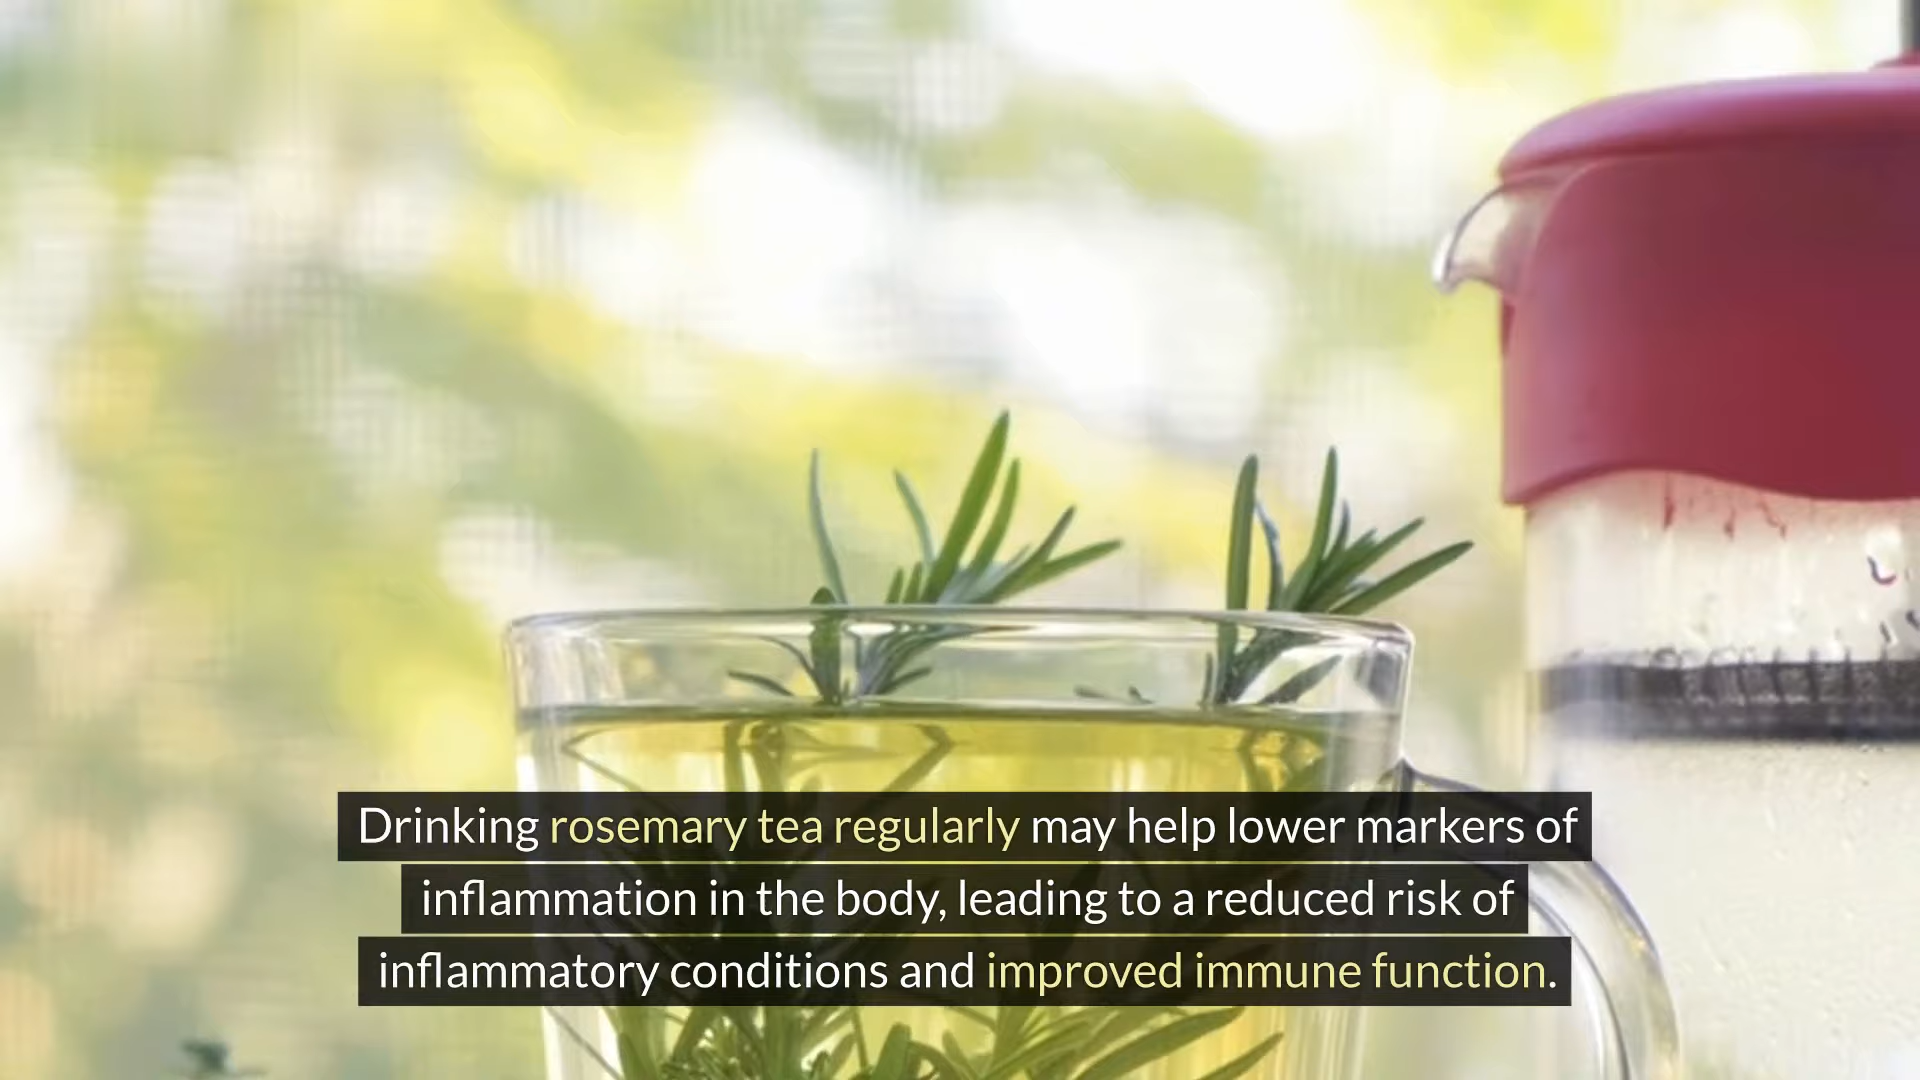 Drinking rosemary tea regularly may help lower markers of
inflammation in the body, leading to a reduced risk of
inflammatory conditions and improved immune function.